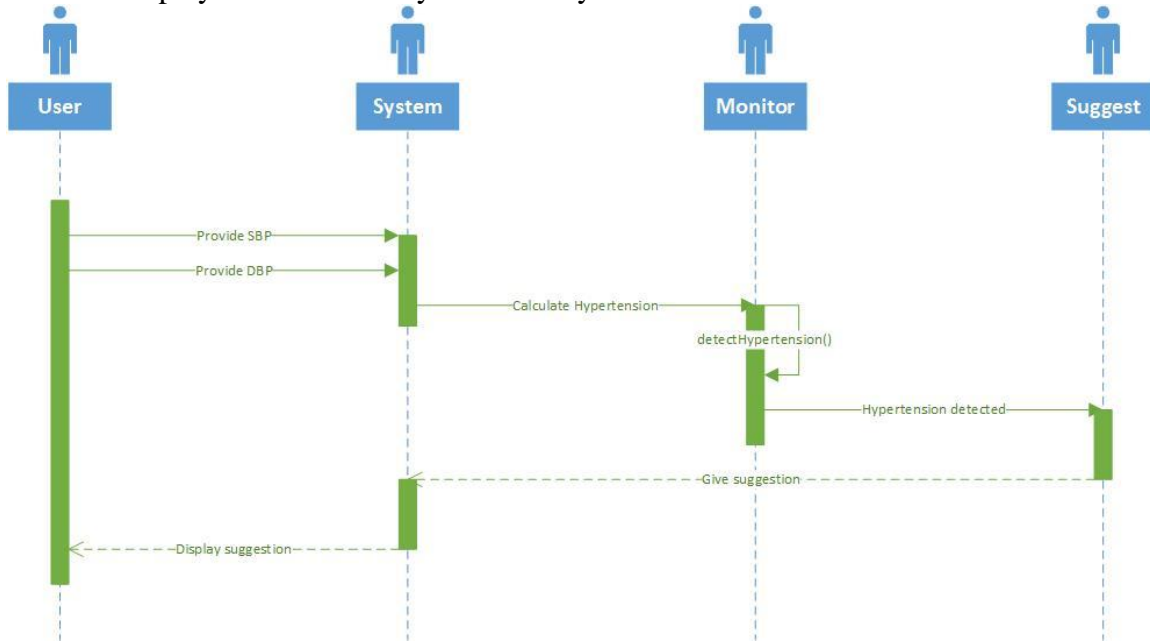 User System Monitor Suggest
Provide SBP
Provide DBP
Calculate Hypertension
detectHypertension()
Hypertension detected
Give suggestion
Display suggestion